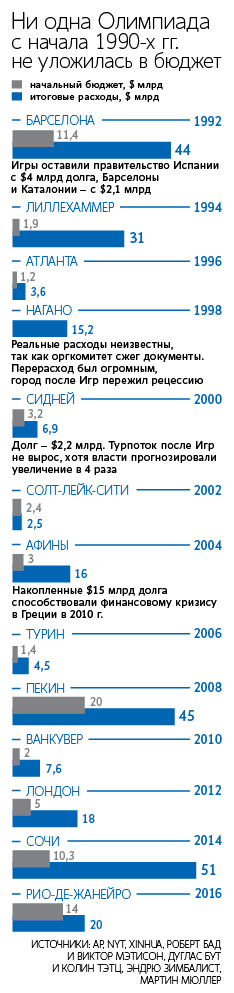 Ни одна Олимпиада
с начала 1990-х гг.
не уложилась в бюджет
начальный бюджет, $ млрд
итоговые расходы, $ млрд
БАРСЕЛОНА 1992
11,4
44
Игры оставили правительство Испании
с $4 млрд долга, Барселоны
и Каталонии – с $2,1 млрд
ЛИЛЛЕХАММЕР 1994
1,9
31
АТЛАНТА 1996
1,2
3,6
НАГАНО 1998
15,2
Реальные расходы неизвестны,
так как оргкомитет сжег документы.
Перерасход был огромным,
город после Игр пережил рецессию
СИДНЕЙ 2000
3,2
6,9
Долг – $2,2 млрд. Турпоток после Игр
не вырос, хотя власти прогнозировали
увеличение в 4 раза
СОЛТ-ЛЕЙК-СИТИ 2002
2,4
2,5
АФИНЫ 2004
3
16
Накопленные $15 млрд долга
способствовали финансовому кризису
в Греции в 2010 г.
ТУРИН 2006
1,4
4,5
ПЕКИН 2008
20
45
ВАНКУВЕР 2010
2
7,6
ЛОНДОН 2012
5
18
СОЧИ 2014
10,3
51
РИО-ДЕ-ЖАНЕЙРО 2016
14
20
ИСТОЧНИКИ: AP, NYT, XINHUA, РОБЕРТ БАД
И ВИКТОР МЭТИСОН, ДУГЛАС БУТ
И КОЛИН ТЭТЦ, ЭНДРЮ ЗИМБАЛИСТ,
МАРТИН МЮЛЛЕР